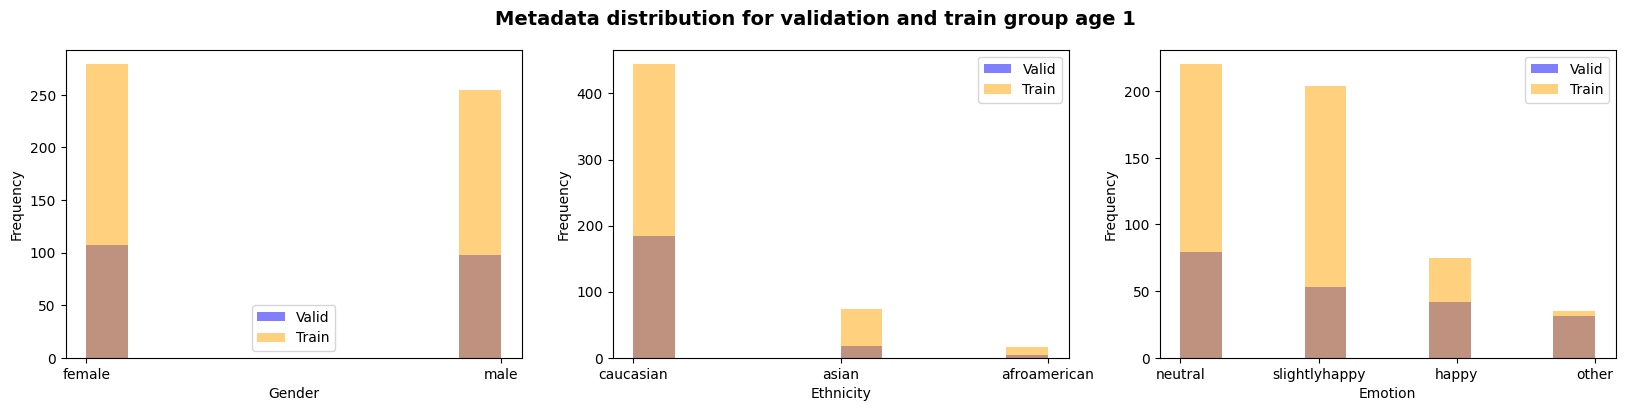 Metadata distribution for validation and train group age 1
250
200
150
100
50
0
Frequency
Valid
Train
female
male
Gender
400
300
200
100
0
Frequency
Valid
Train
caucasian
asian
afroamerican
Ethnicity
200
150
100
50
0
Frequency
Valid
Train
neutral
slightlyhappy
happy
other
Emotion